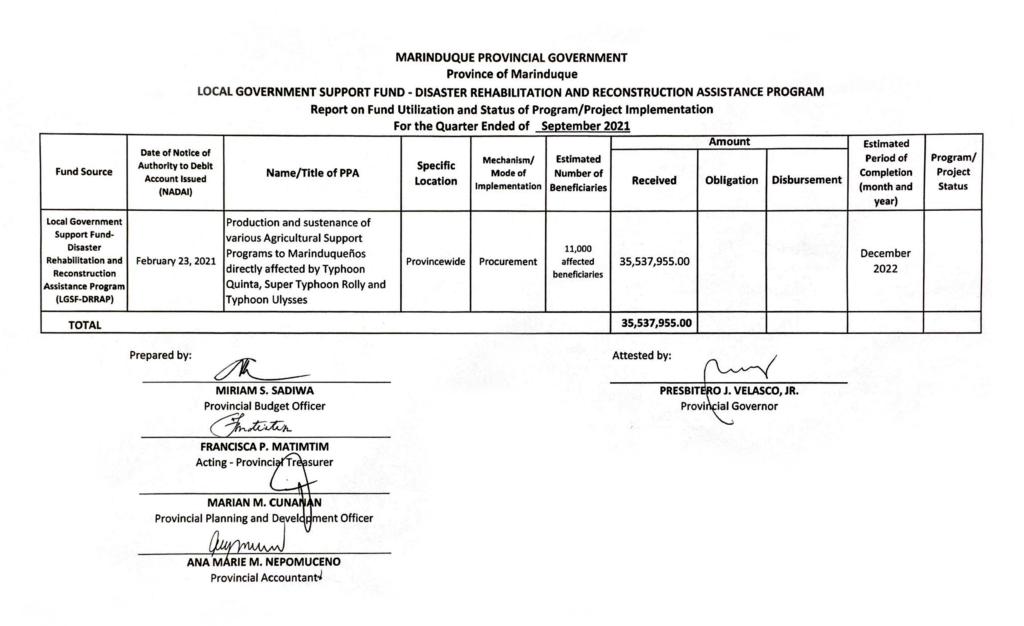 MARINDUQUE PROVINCIAL GOVERNMENT
Province of Marinduque
LOCAL GOVERNMENT SUPPORT FUND - DISASTER REHABILITATION AND RECONSTRUCTION ASSISTANCE PROGRAM
Report on Fund Utilization and Status of Program/Project Implementation
For the Quarter Ended of September 2021
Fund Source
Date of Notice of
Authority to Debit
Account Issued
(NADAI)
Name/Title of PPA
Specific
Location
Mechanism/
Mode of
Implementation
Estimated
Number of
Beneficiaries
Amount
Received
Obligation
Disbursement
Estimated
Period of
Completion
(month and
year)
Program/
Project
Status
Local Government
Support Fund-
Disaster
Rehabilitation and
Reconstruction
Assistance Program
(LGSF-DRRAP)
February 23, 2021
Production and sustenance of
various Agricultural Support
Programs to Marinduqueños
directly affected by Typhoon
Quinta, Super Typhoon Rolly and
Typhoon Ulysses
Provincewide
Procurement
11,000
affected
beneficiaries
35,537,955.00
December
2022
TOTAL
35,537,955.00
Prepared by:
MIRIAM S. SADIWA
Provincial Budget Officer
FRANCISCA P. MATIMTIM
Acting - Provincial Treasurer
MARIAN M. CUNANAN
Provincial Planning and Development Officer
ANA MARIE M. NEPOMUCENO
Provincial Accountant
Attested by:
PRESBITERO J. VELASCO, JR.
Provincial Governor